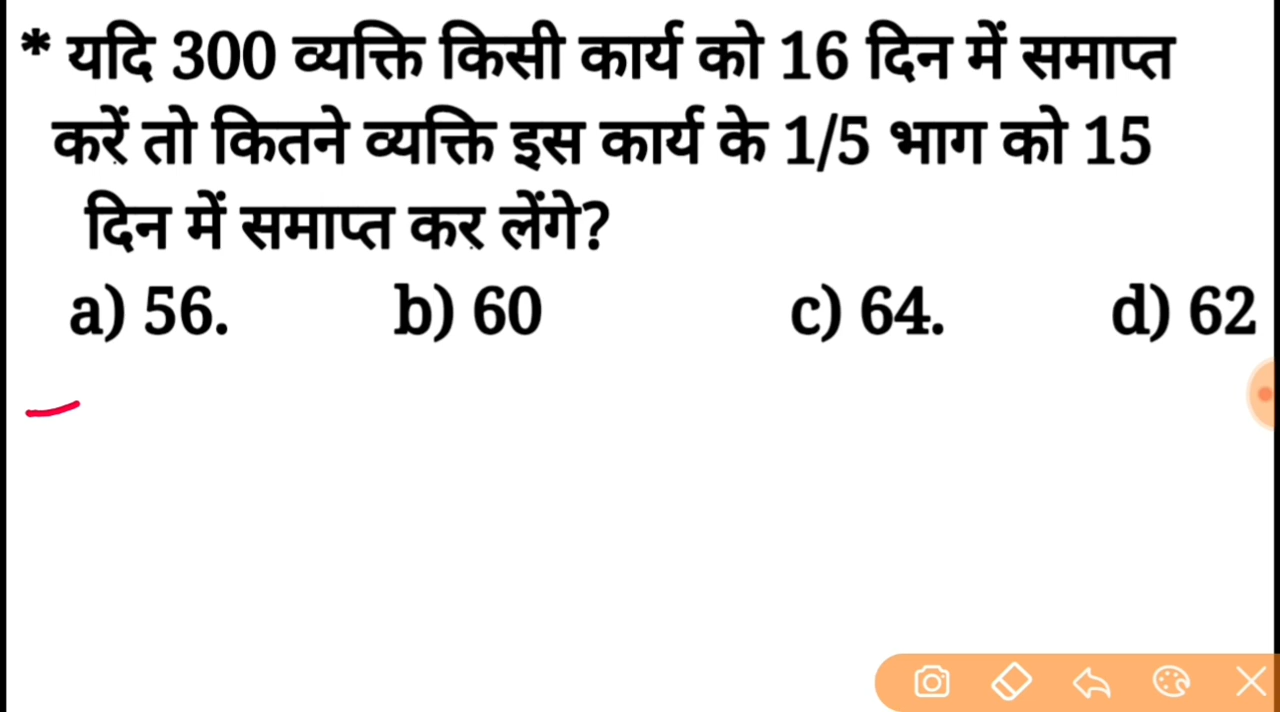 * यदि 300 व्यक्ति किसी कार्य को 16 दिन में समाप्त
करें तो कितने व्यक्ति इस कार्य के 1/5 भाग को 15
दिन में समाप्त कर लेंगे?
a) 56. b) 60 c) 64. d) 62